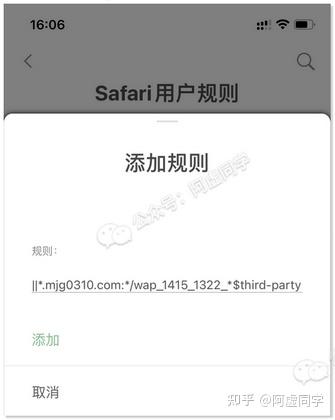 16:06
Safari用户规则
添加规则
公众号：阿虚同学
规则：
||*.mjg0310.com:*/wap_1415_1322_*$third-party
添加
取消
知乎 @阿虚同学